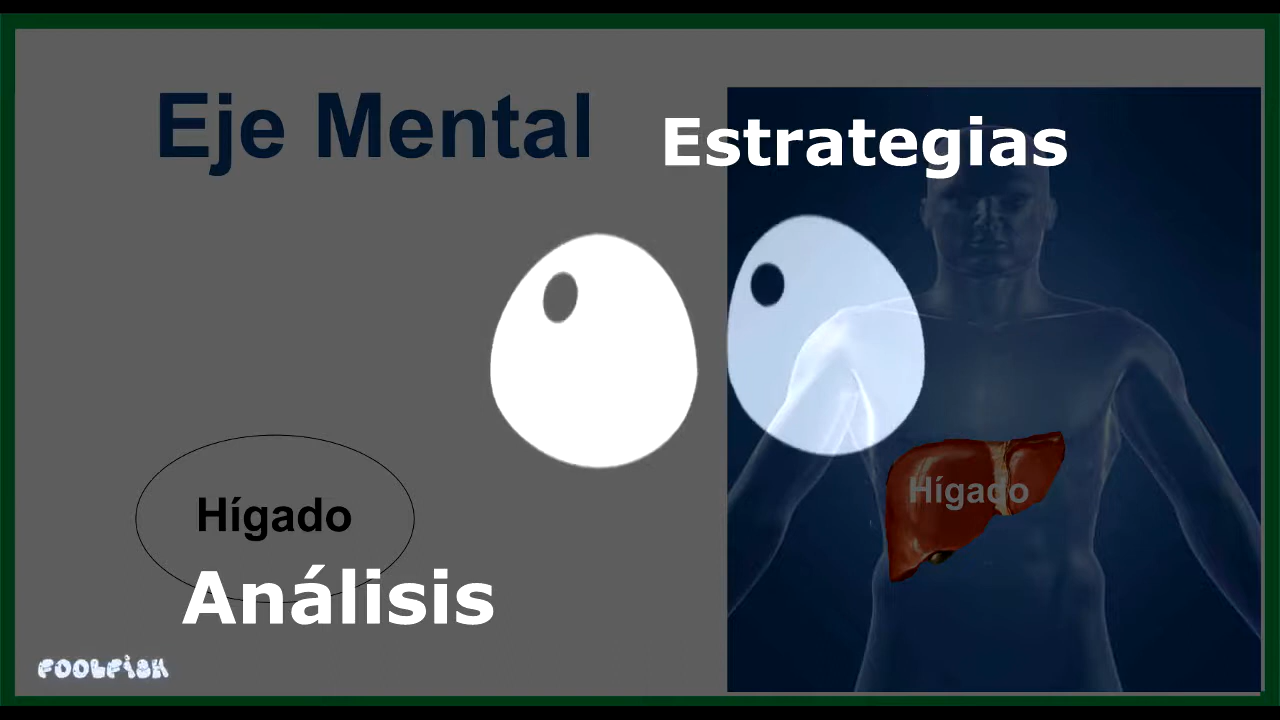 Eje Mental
Estrategias
Hígado
Hígado
Análisis
FOOLFISH